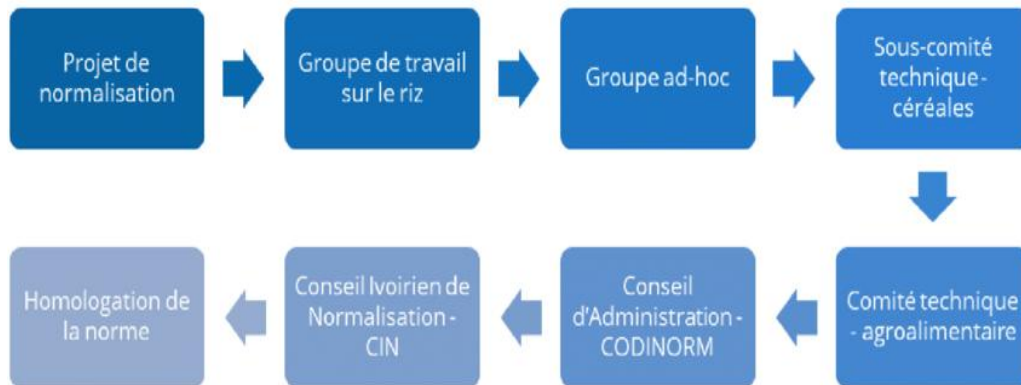 Projet de
normalisation
Groupe de travail
sur le riz
Groupe ad-hoc
Sous-comité
technique -
céréales
Comité technique
- agroalimentaire
Conseil
d'Administration -
CODINORM
Conseil Ivoirien de
Normalisation -
CIN
Homologation de
la norme